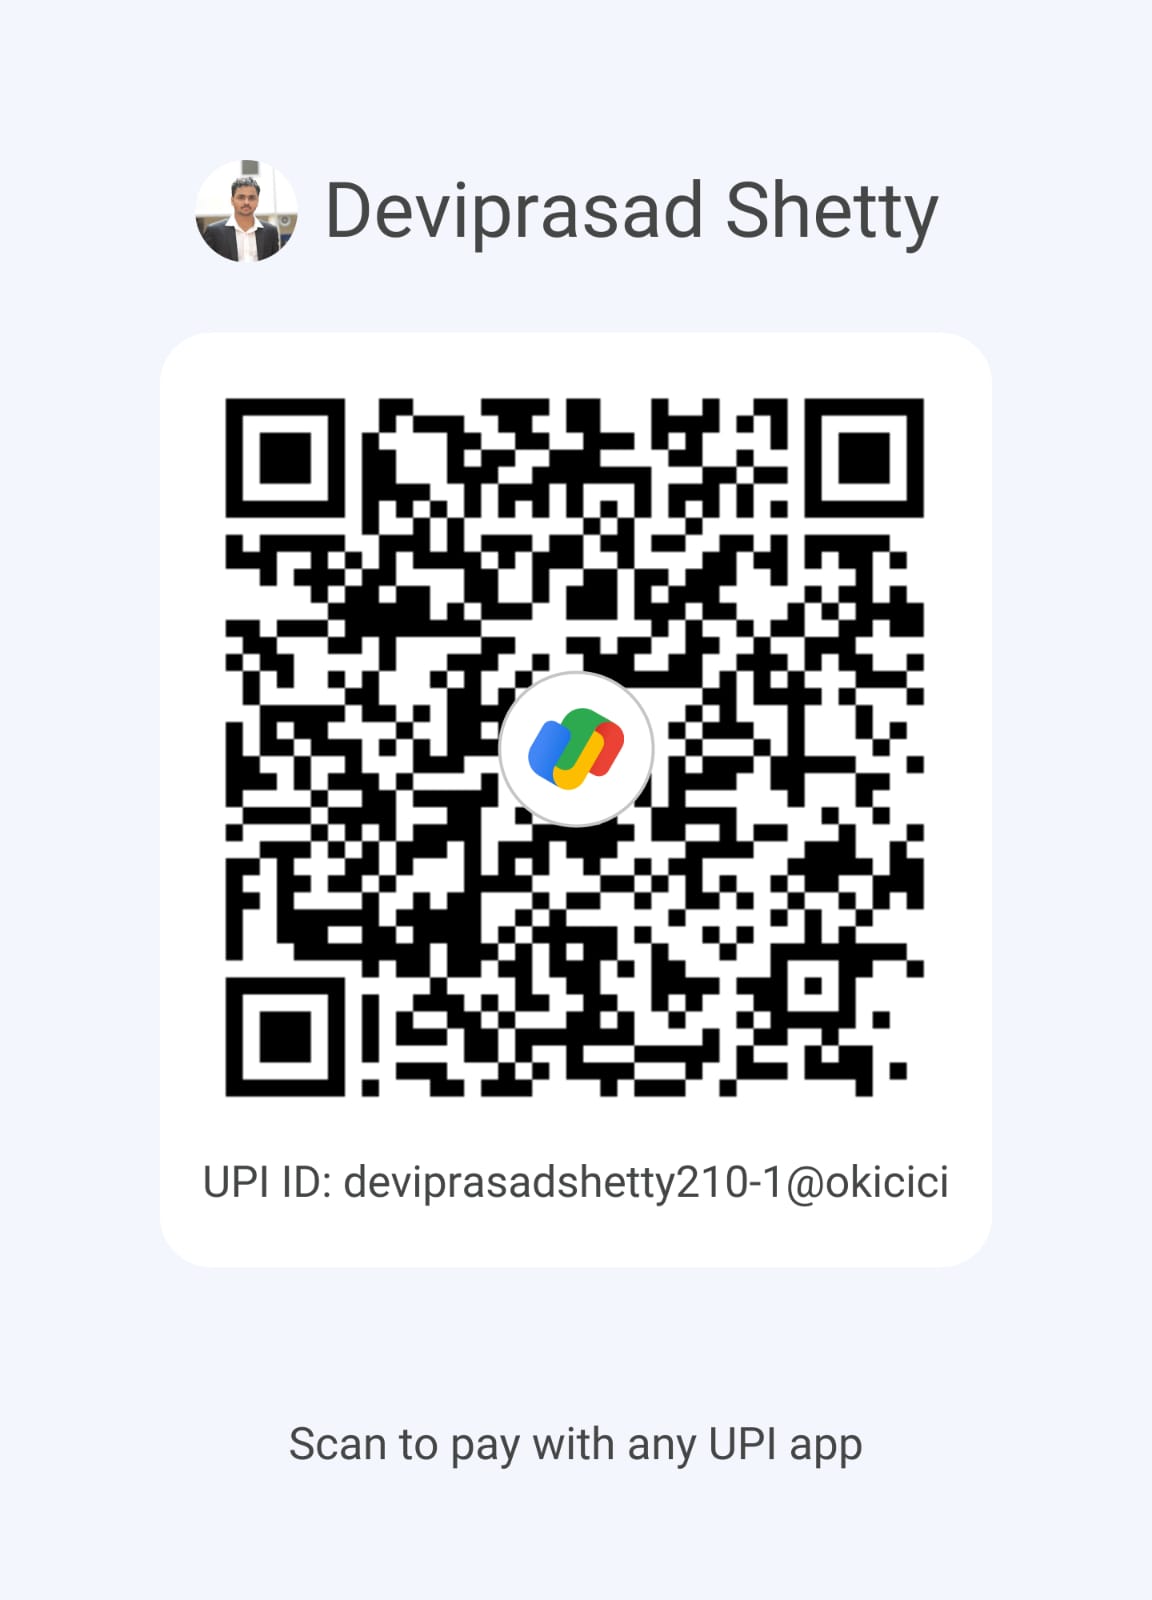 Deviprasad Shetty
UPI ID: deviprasadshetty210-1@okicici
Scan to pay with any UPI app